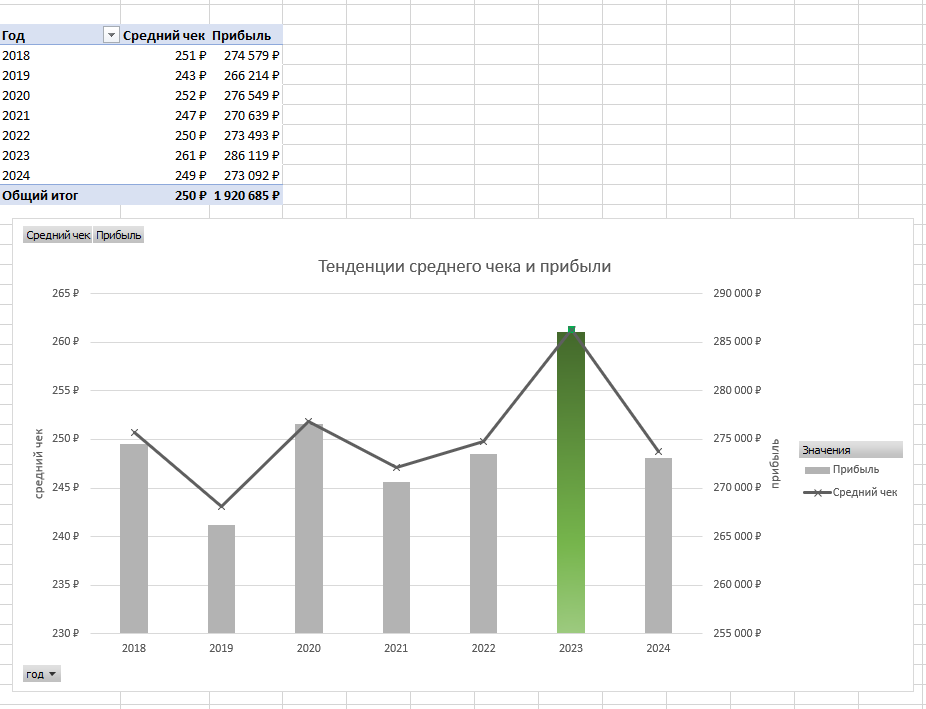 Год Средний чек Прибыль
2018 251 ₽ 274 579 ₽
2019 243 ₽ 266 214 ₽
2020 252 ₽ 276 549 ₽
2021 247 ₽ 270 639 ₽
2022 250 ₽ 273 493 ₽
2023 261 ₽ 286 119 ₽
2024 249 ₽ 273 092 ₽
Общий итог 250 ₽ 1 920 685 ₽
Средний чек Прибыль
Тенденции среднего чека и прибыли
265 ₽ 290 000 ₽
260 ₽ 285 000 ₽
255 ₽ 280 000 ₽
250 ₽ 275 000 ₽
245 ₽ 270 000 ₽
240 ₽ 265 000 ₽
235 ₽ 260 000 ₽
230 ₽ 255 000 ₽
средний чек
прибыль
Значения
Прибыль
Средний чек
2018 2019 2020 2021 2022 2023 2024
год